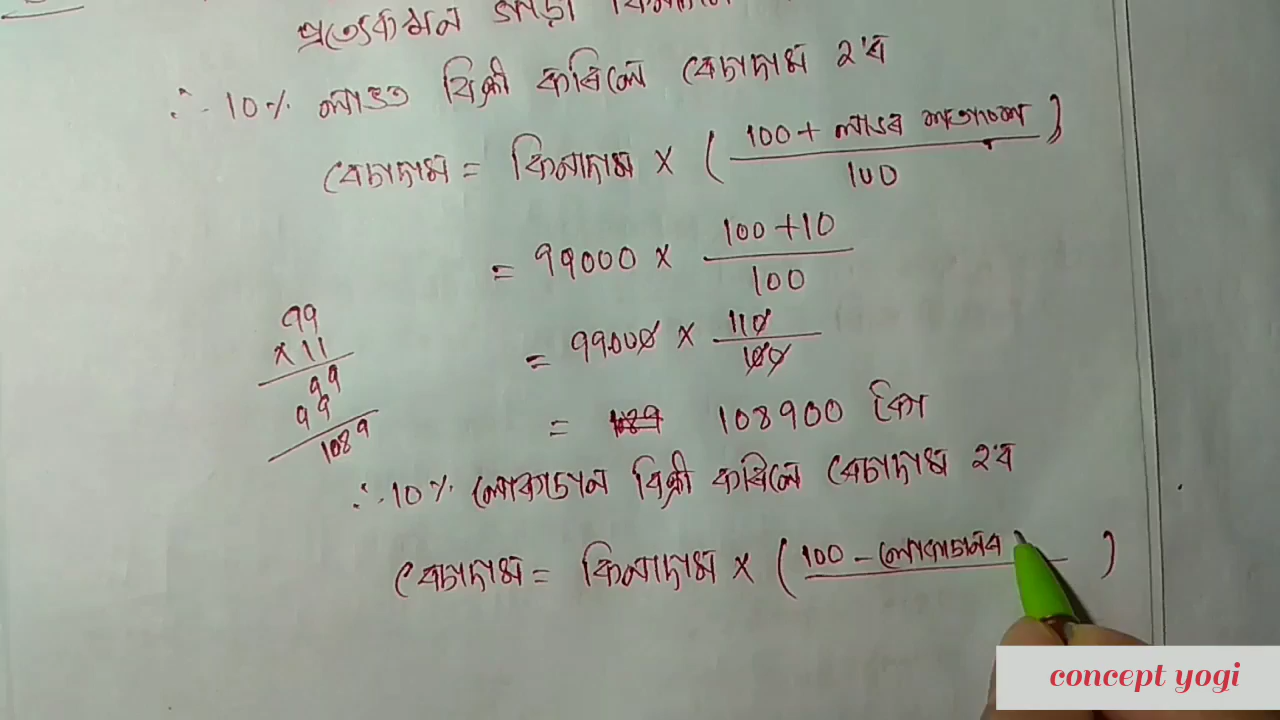 প্ৰত্যেকখন গাড়ী
∴ 10% লাভত বিক্ৰী কৰিলে বেচাদাম হ'ব
বেচাদাম = কিনাদাম × ( 100 + লাভৰ শতাংশ / 100 )
= 99000 × 100 + 10 / 100
= 99000 × 110 / 100
= 108900 টকা
99
× 11
99
99
1089
∴ 10% লোকচানত বিক্ৰী কৰিলে বেচাদাম হ'ব
বেচাদাম = কিনাদাম × ( 100 - লোকচানৰ )
concept yogi